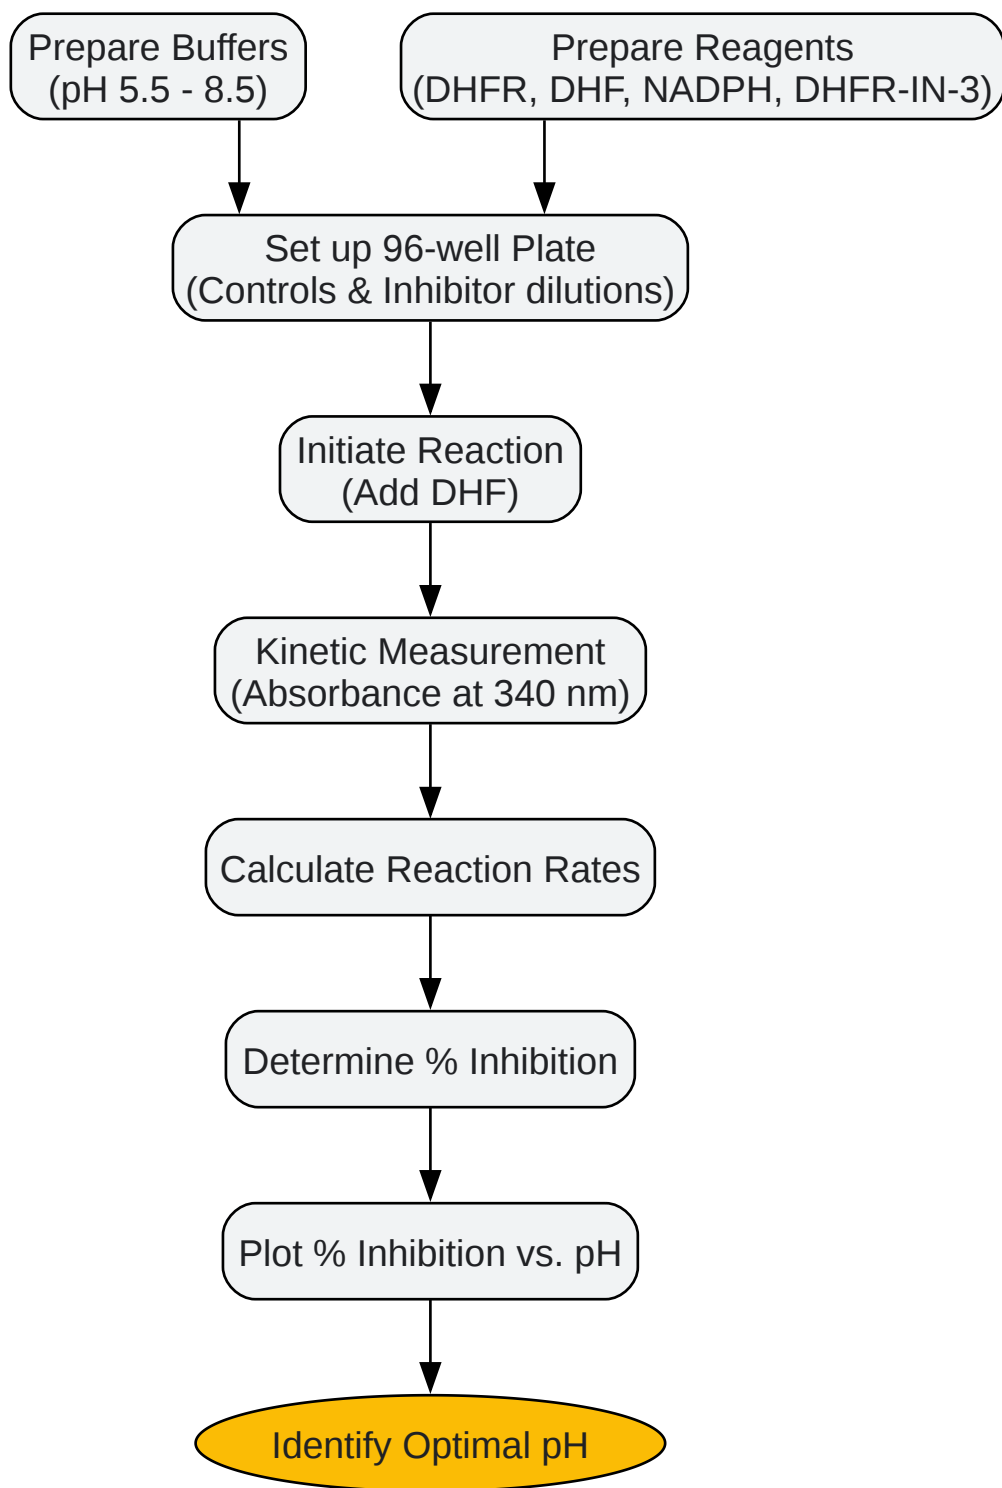 Prepare Buffers
(pH 5.5 - 8.5)
Prepare Reagents
(DHFR, DHF, NADPH, DHFR-IN-3)
Set up 96-well Plate
(Controls & Inhibitor dilutions)
Initiate Reaction
(Add DHF)
Kinetic Measurement
(Absorbance at 340 nm)
Calculate Reaction Rates
Determine % Inhibition
Plot % Inhibition vs. pH
Identify Optimal pH